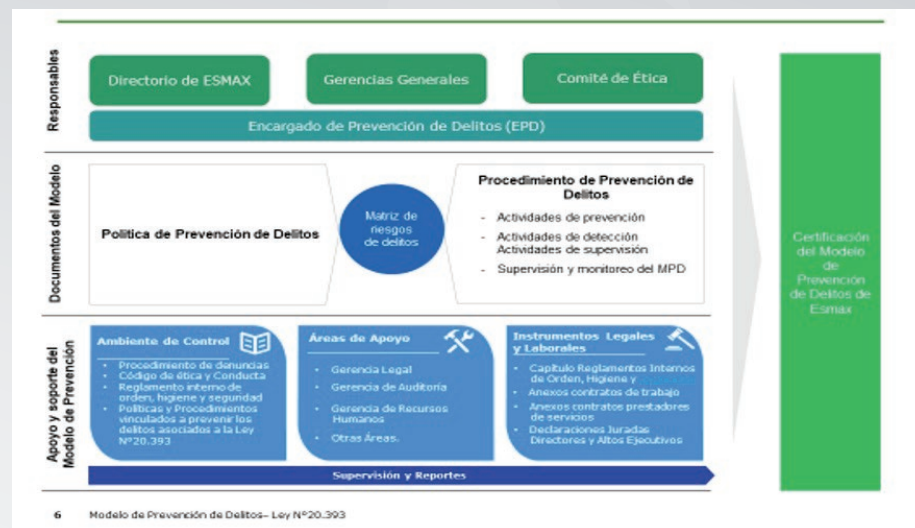 Responsables
Directorio de ESMAX
Gerencias Generales
Comité de Ética
Encargado de Prevención de Delitos (EPD)
Documentos del Modelo
Política de Prevención de Delitos
Matriz de
riesgos
de delitos
Procedimiento de Prevención de
Delitos
- Actividades de prevención
- Actividades de detección
Actividades de supervisión
- Supervisión y monitoreo del MPD
Apoyo y soporte del
Modelo de Prevención
Ambiente de Control
• Procedimiento de denuncias
• Código de ética y Conducta
• Reglamento interno de
orden, higiene y seguridad
• Políticas y Procedimientos
vinculados a prevenir los
delitos asociados a la Ley
N°20.393
Áreas de Apoyo
• Gerencia Legal
• Gerencia de Auditoría
• Gerencia de Recursos
Humanos
• Otras Áreas.
Instrumentos Legales
y Laborales
• Capítulo Reglamentos Internos
de Orden, Higiene y
• Anexos contratos de trabajo
• Anexos contratos prestadores
de servicios
• Declaraciones Juradas
Directores y Altos Ejecutivos
Supervisión y Reportes
Certificación
del Modelo
de
Prevención
de Delitos de
Esmax
6 Modelo de Prevención de Delitos– Ley N°20.393